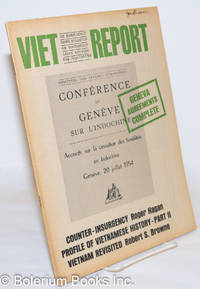 VIET
REPORT
CONFÉRENCE
DE
GENÈVE
SUR L'INDOCHINE
Accords sur la cessation des hostilités
en Indochine
Genève, 20 juillet 1954
GENEVA
AGREEMENTS
COMPLETE
COUNTER-INSURGENCY Roger Hagan
PROFILE OF VIETNAMESE HISTORY-PART II
VIETNAM REVISITED Robert S. Browne
© Bolerium Books Inc.